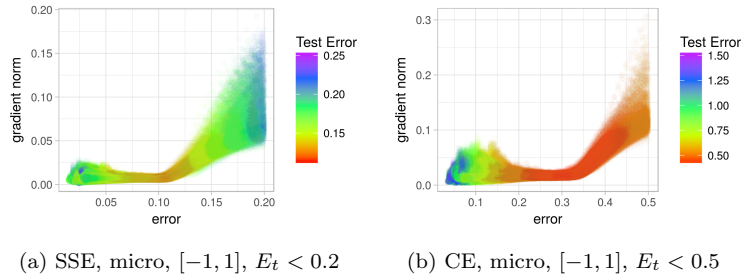 0.20
0.15
0.10
0.05
0.00
gradient norm
0.05 0.10 0.15 0.20
error
Test Error
0.25
0.15
0.3
0.2
0.1
0.0
gradient norm
0.1 0.2 0.3 0.4 0.5
error
Test Error
1.50
1.25
1.00
0.75
0.50
(a) SSE, micro, [−1, 1], E_t < 0.2
(b) CE, micro, [−1, 1], E_t < 0.5